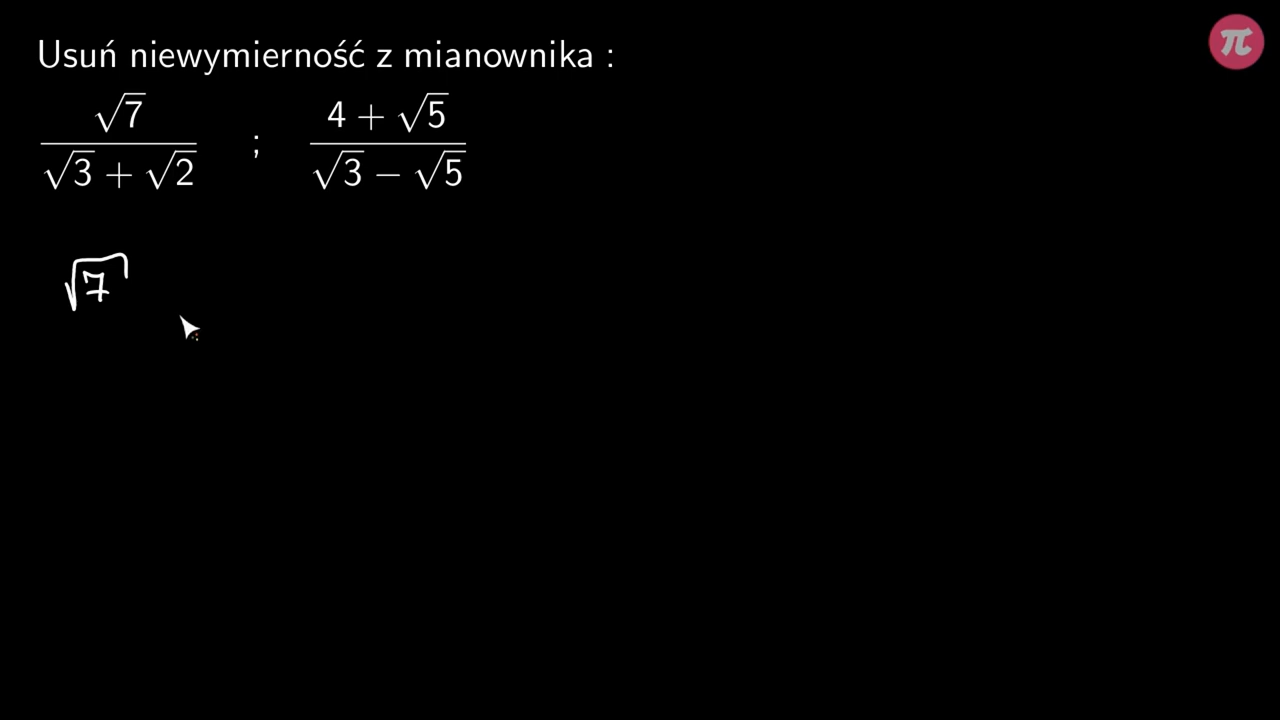 Usuń niewymierność z mianownika :
√7 / (√3 + √2) ; (4 + √5) / (√3 − √5)
√7
π